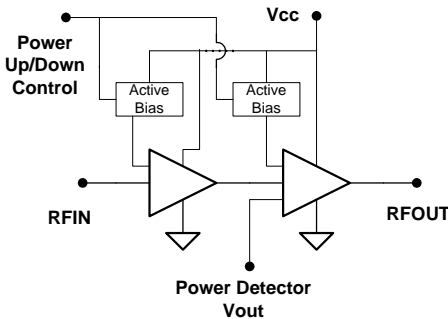 Vcc
Power
Up/Down
Control
Active
Bias
Active
Bias
RFIN
RFOUT
Power Detector
Vout